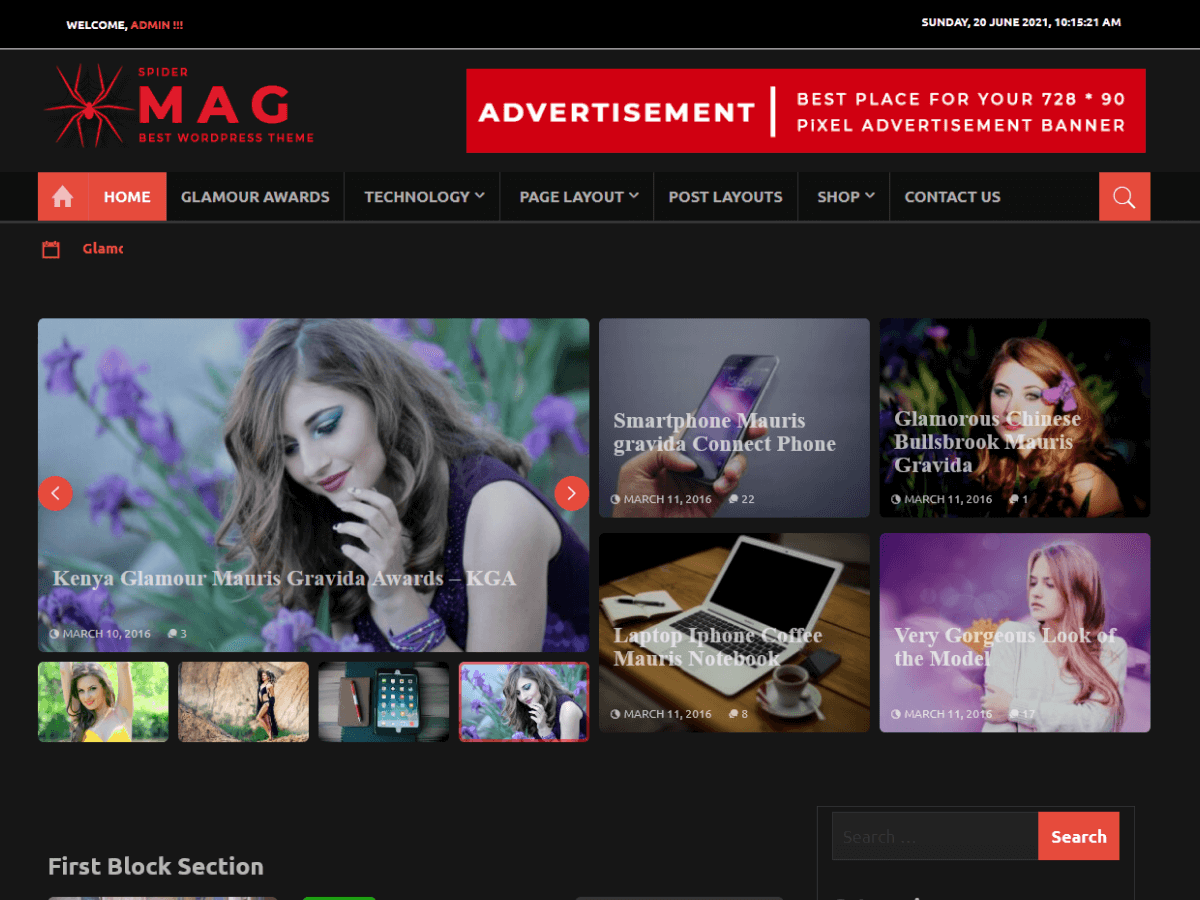 WELCOME, ADMIN !!!
SUNDAY, 20 JUNE 2021, 10:15:21 AM
SPIDER
MAG
BEST WORDPRESS THEME
ADVERTISEMENT
BEST PLACE FOR YOUR 728 * 90
PIXEL ADVERTISEMENT BANNER
HOME
GLAMOUR AWARDS
TECHNOLOGY
PAGE LAYOUT
POST LAYOUTS
SHOP
CONTACT US
Glamo
Kenya Glamour Mauris Gravida Awards – KGA
MARCH 10, 2016 3
Smartphone Mauris
gravida Connect Phone
MARCH 11, 2016 22
Glamorous Chinese
Bullsbrook Mauris
Gravida
MARCH 11, 2016 1
Laptop Iphone Coffee
Mauris Notebook
MARCH 11, 2016 8
Very Gorgeous Look of
the Model
MARCH 11, 2016 17
First Block Section
Search ...
Search